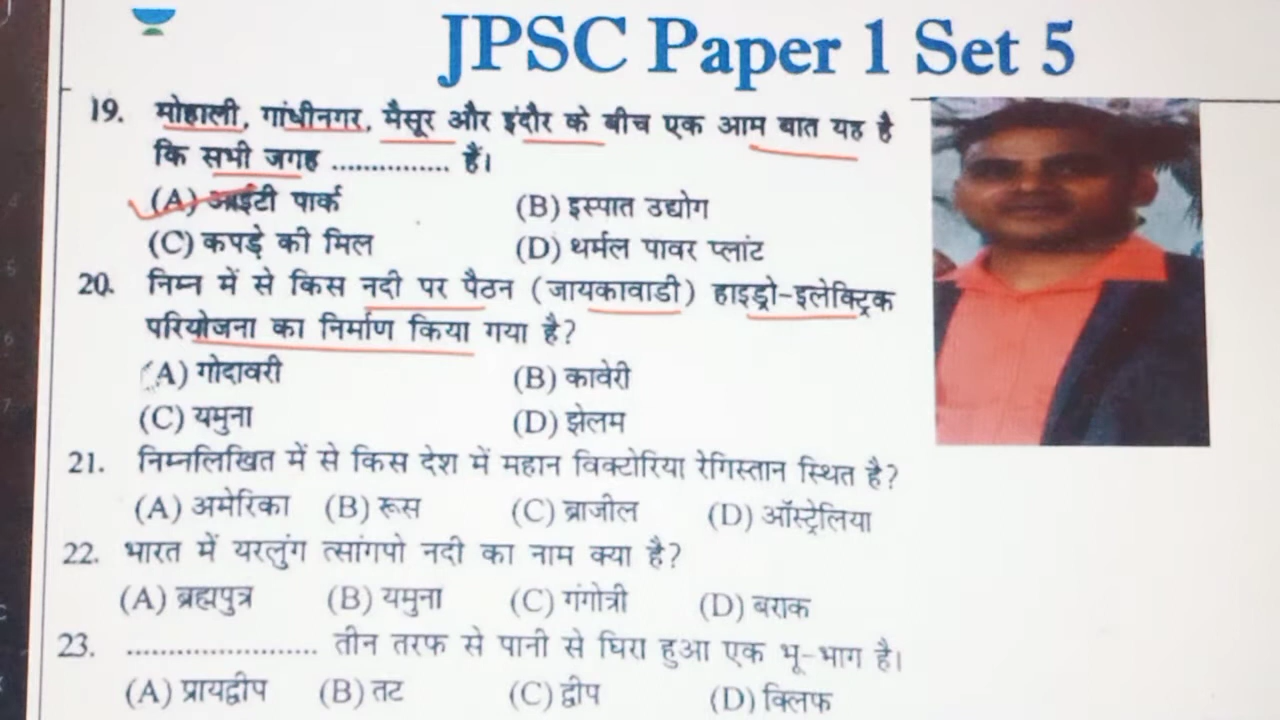 JPSC Paper 1 Set 5
19. मोहाली, गांधीनगर, मैसूर और इंदौर के बीच एक आम बात यह है
कि सभी जगह ............... हैं।
(A) आईटी पार्क (B) इस्पात उद्योग
(C) कपड़े की मिल (D) थर्मल पावर प्लांट
20. निम्न में से किस नदी पर पैठन (जायकावाडी) हाइड्रो-इलेक्ट्रिक
परियोजना का निर्माण किया गया है?
(A) गोदावरी (B) कावेरी
(C) यमुना (D) झेलम
21. निम्नलिखित में से किस देश में महान विक्टोरिया रेगिस्तान स्थित है?
(A) अमेरिका (B) रूस (C) ब्राजील (D) ऑस्ट्रेलिया
22. भारत में यरलुंग त्सांगपो नदी का नाम क्या है?
(A) ब्रह्मपुत्र (B) यमुना (C) गंगोत्री (D) बराक
23. ........................ तीन तरफ से पानी से घिरा हुआ एक भू-भाग है।
(A) प्रायद्वीप (B) तट (C) द्वीप (D) क्लिफ